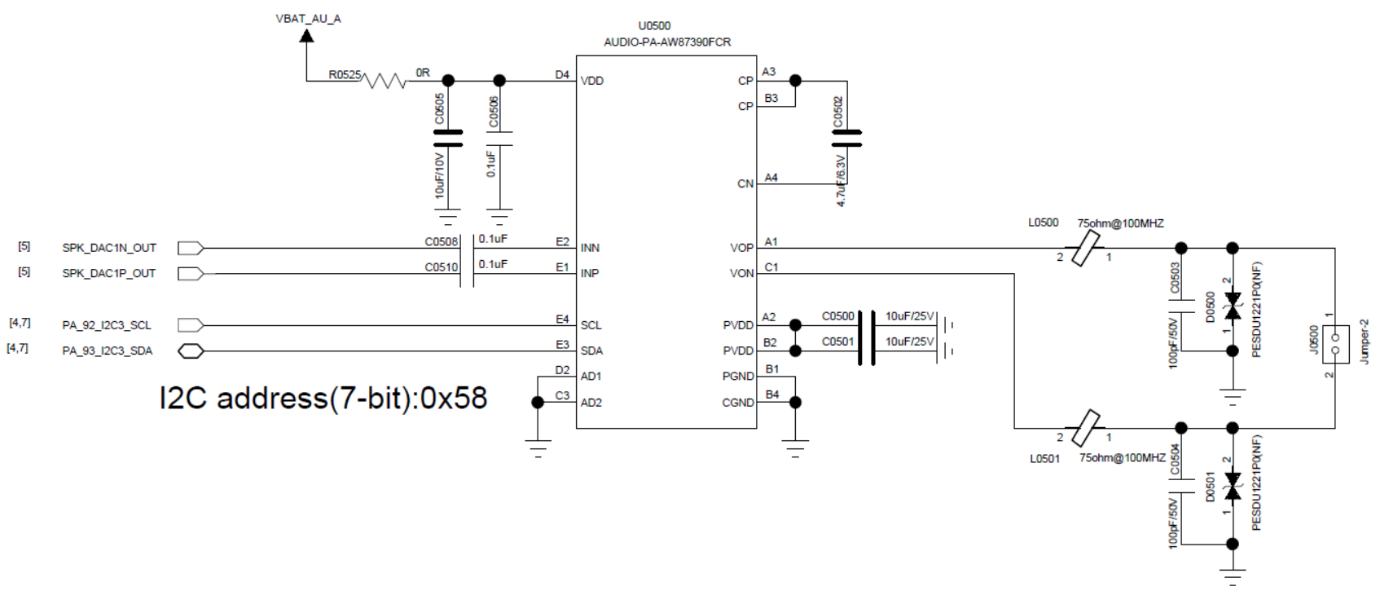 VBAT_AU_A
U0500
AUDIO-PA-AW87390FCR
R0525 0R
D4 VDD
C0505
10uF/10V
C0506
0.1uF
CP A3
CP B3
C0502
4.7uF/6.3V
CN A4
[5] SPK_DAC1N_OUT
C0508 0.1uF
E2 INN
[5] SPK_DAC1P_OUT
C0510 0.1uF
E1 INP
VOP A1
VON C1
L0500 75ohm@100MHZ
2 1
C0503
100pF/50V
D0500
2
1
PESDU1221P0(NF)
[4,7] PA_92_I2C3_SCL
E4 SCL
[4,7] PA_93_I2C3_SDA
E3 SDA
PVDD A2
C0500 10uF/25V
PVDD B2
C0501 10uF/25V
1
J0500
2
Jumper-2
D2 AD1
C3 AD2
PGND B1
CGND B4
I2C address(7-bit):0x58
2 1
L0501 75ohm@100MHZ
C0504
100pF/50V
D0501
2
1
PESDU1221P0(NF)